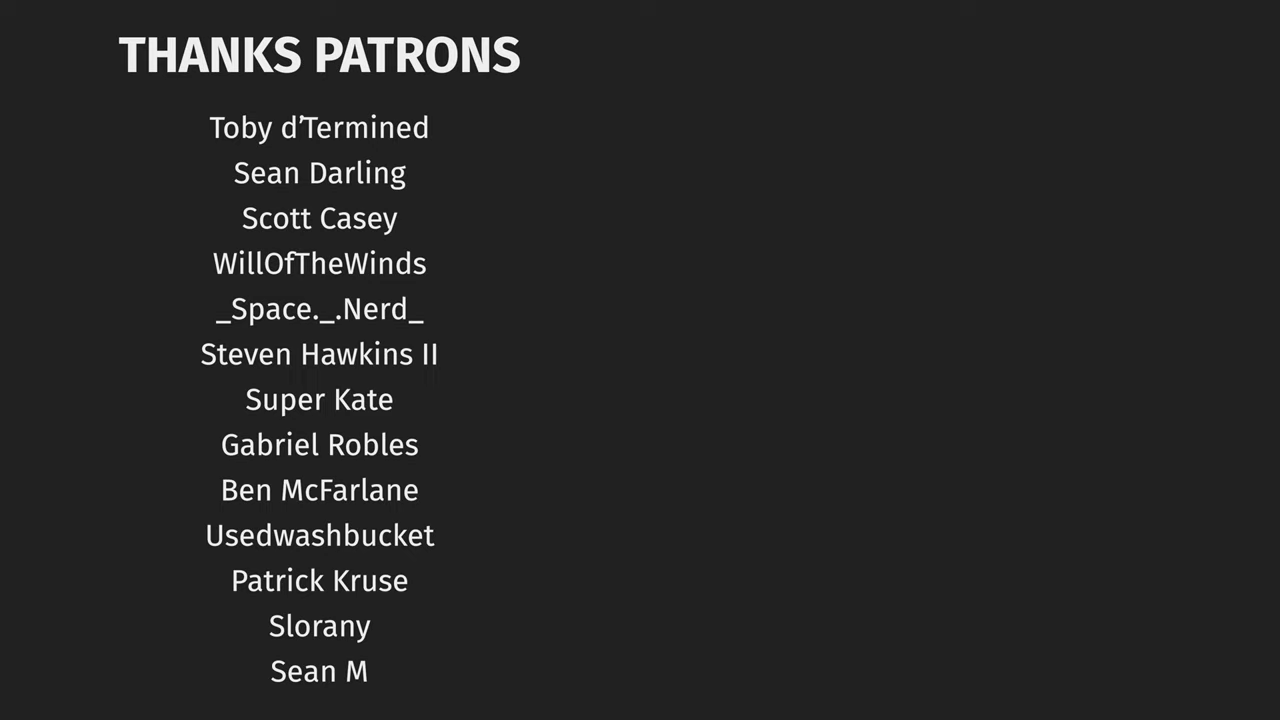 THANKS PATRONS
Toby d’Termined
Sean Darling
Scott Casey
WillOfTheWinds
_Space._.Nerd_
Steven Hawkins II
Super Kate
Gabriel Robles
Ben McFarlane
Usedwashbucket
Patrick Kruse
Slorany
Sean M